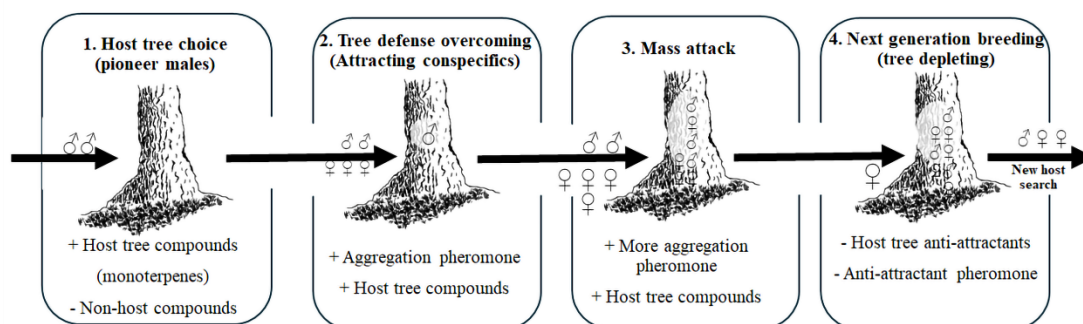 1. Host tree choice
(pioneer males)
+ Host tree compounds
(monoterpenes)
- Non-host compounds
2. Tree defense overcoming
(Attracting conspecifics)
+ Aggregation pheromone
+ Host tree compounds
3. Mass attack
+ More aggregation
pheromone
+ Host tree compounds
4. Next generation breeding
(tree depleting)
- Host tree anti-attractants
- Anti-attractant pheromone
New host
search